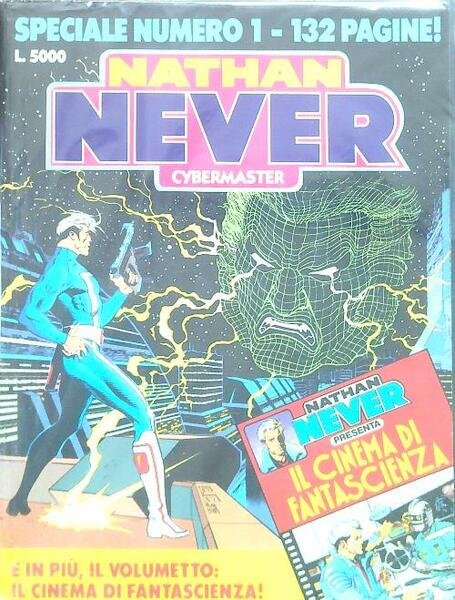 SPECIALE NUMERO 1 - 132 PAGINE!
L. 5000
NATHAN
NEVER
CYBERMASTER
NATHAN
NEVER
PRESENTA
IL CINEMA DI
FANTASCIENZA
E IN PIÙ, IL VOLUMETTO:
IL CINEMA DI FANTASCIENZA!